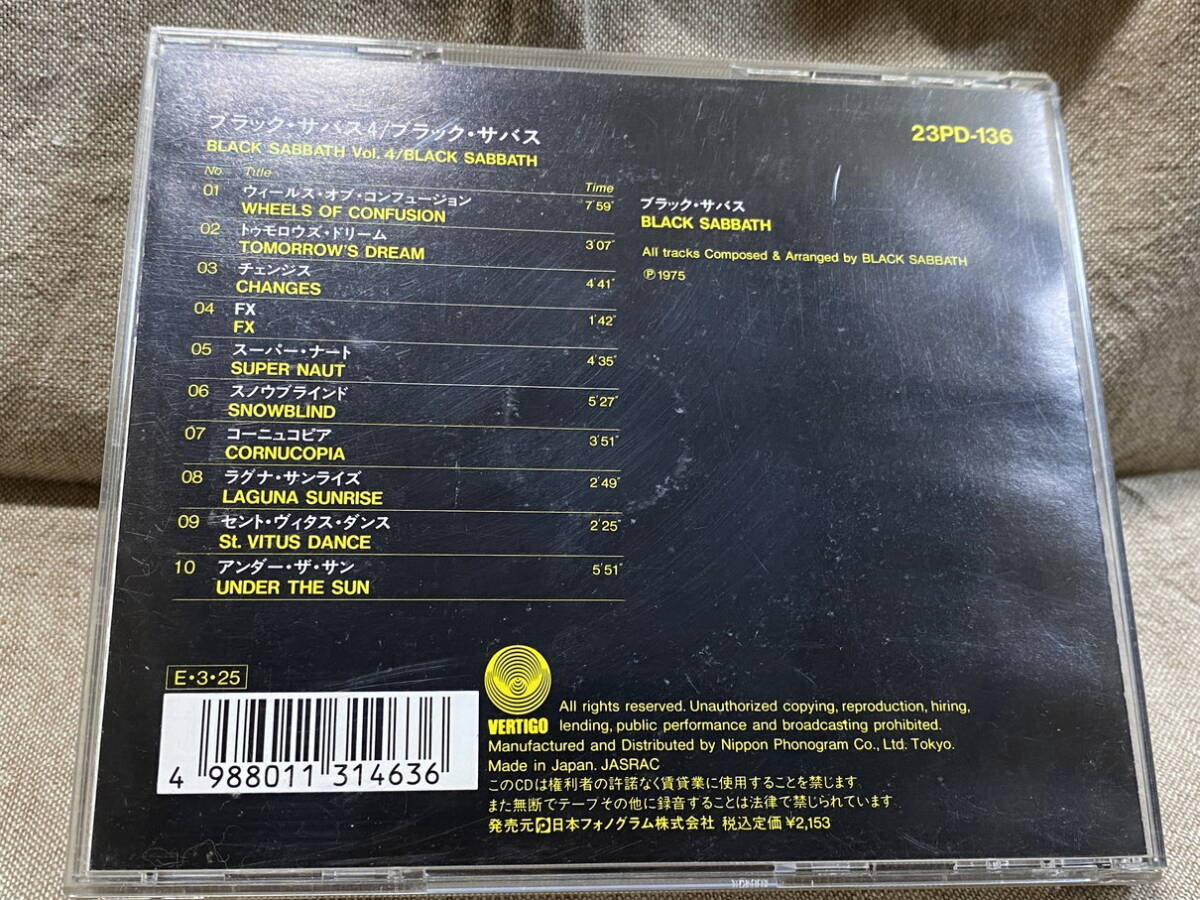 ブラック・サバス4/ブラック・サバス
BLACK SABBATH Vol. 4/BLACK SABBATH
23PD-136
No. Title Time
01 ウィールス・オブ・コンフュージョン
WHEELS OF CONFUSION 7'59"
02 トゥモロウズ・ドリーム
TOMORROW'S DREAM 3'07"
03 チェンジス
CHANGES 4'41"
04 FX
FX 1'42"
05 スーパー・ナート
SUPER NAUT 4'35"
06 スノウブラインド
SNOWBLIND 5'27"
07 コーニュコピア
CORNUCOPIA 3'51"
08 ラグナ・サンライズ
LAGUNA SUNRISE 2'49"
09 セント・ヴィタス・ダンス
St. VITUS DANCE 2'25"
10 アンダー・ザ・サン
UNDER THE SUN 5'51"
ブラック・サバス
BLACK SABBATH
All tracks Composed & Arranged by BLACK SABBATH
℗1975
E・3・25
4 988011 314636
VERTIGO
All rights reserved. Unauthorized copying, reproduction, hiring,
lending, public performance and broadcasting prohibited.
Manufactured and Distributed by Nippon Phonogram Co., Ltd. Tokyo.
Made in Japan. JASRAC
このCDは権利者の許諾なく賃貸業に使用することを禁じます
また無断でテープその他に録音することは法律で禁じられています
発売元 日本フォノグラム株式会社 税込定価¥2,153